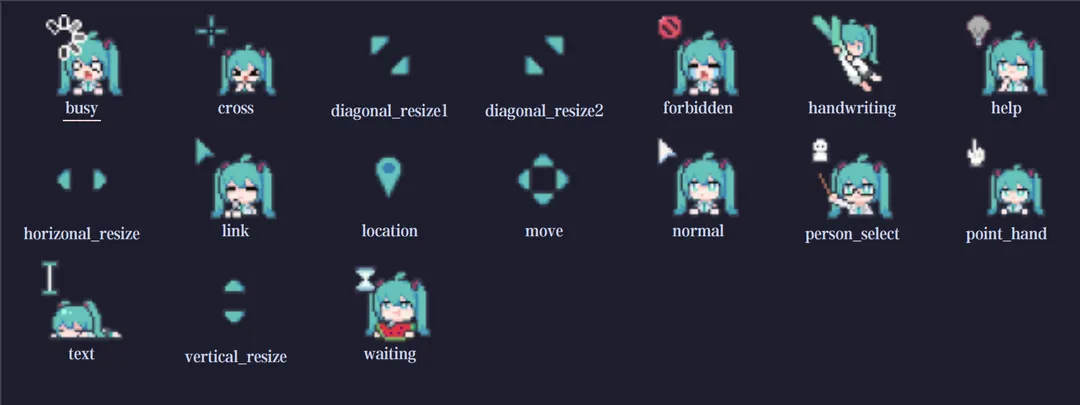 busy
cross
diagonal_resize1
diagonal_resize2
forbidden
handwriting
help
horizonal_resize
link
location
move
normal
person_select
point_hand
text
vertical_resize
waiting